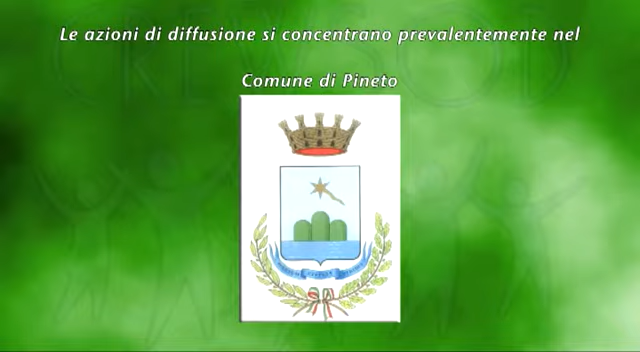 Le azioni di diffusione si concentrano prevalentemente nel
Comune di Pineto